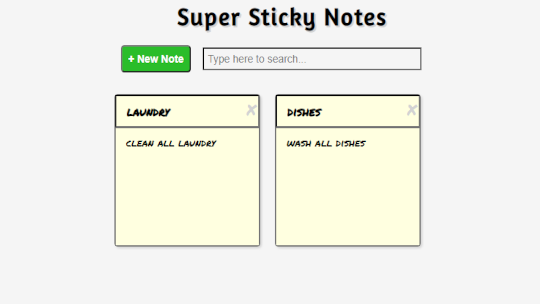 Super Sticky Notes
+ New Note
Type here to search...
LAUNDRY
CLEAN ALL LAUNDRY
DISHES
WASH ALL DISHES